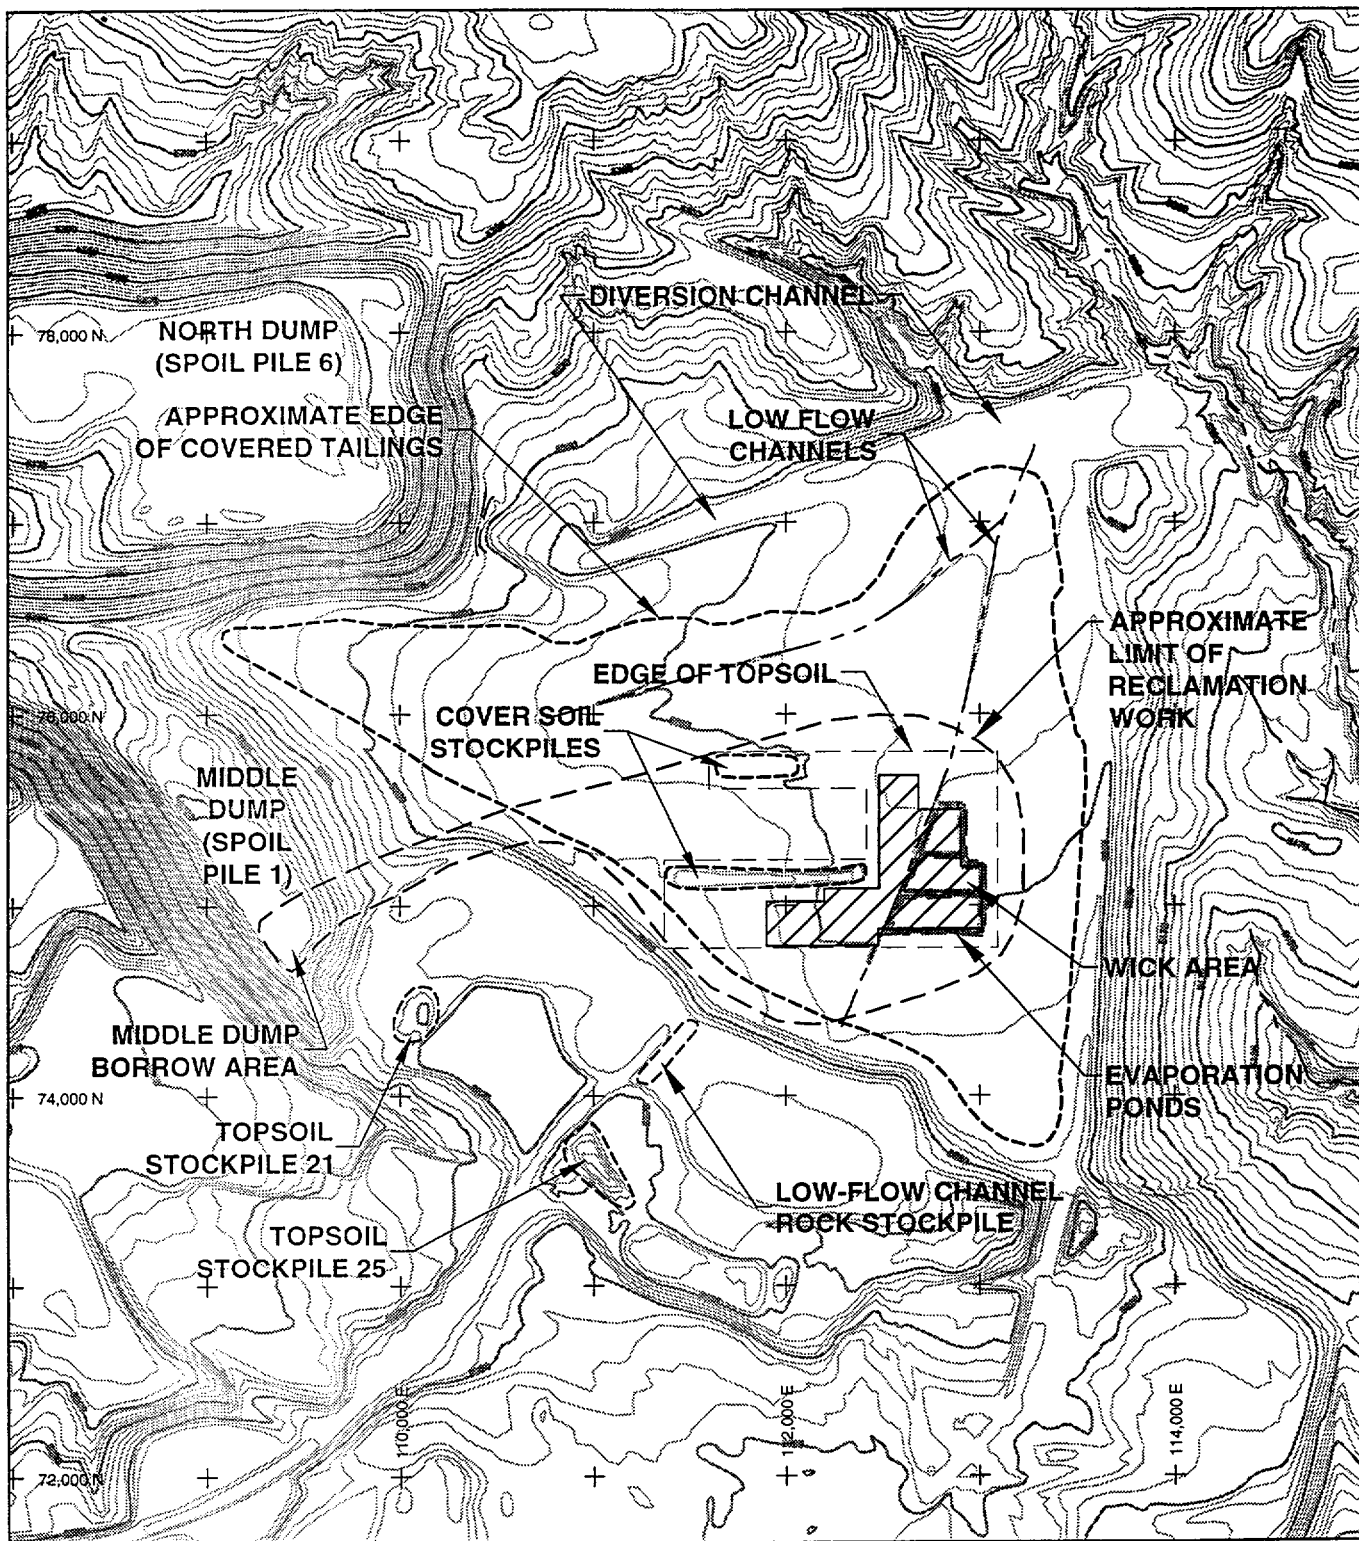 DIVERSION CHANNEL
78,000 N
NORTH DUMP
(SPOIL PILE 6)
APPROXIMATE EDGE
OF COVERED TAILINGS
LOW FLOW
CHANNELS
APPROXIMATE
LIMIT OF
RECLAMATION
WORK
EDGE OF TOPSOIL
76,000 N
COVER SOIL
STOCKPILES
MIDDLE
DUMP
(SPOIL
PILE 1)
WICK AREA
MIDDLE DUMP
BORROW AREA
EVAPORATION
PONDS
74,000 N
TOPSOIL
STOCKPILE 21
LOW-FLOW CHANNEL
ROCK STOCKPILE
TOPSOIL
STOCKPILE 25
110,000 E
112,000 E
114,000 E
72,000 N